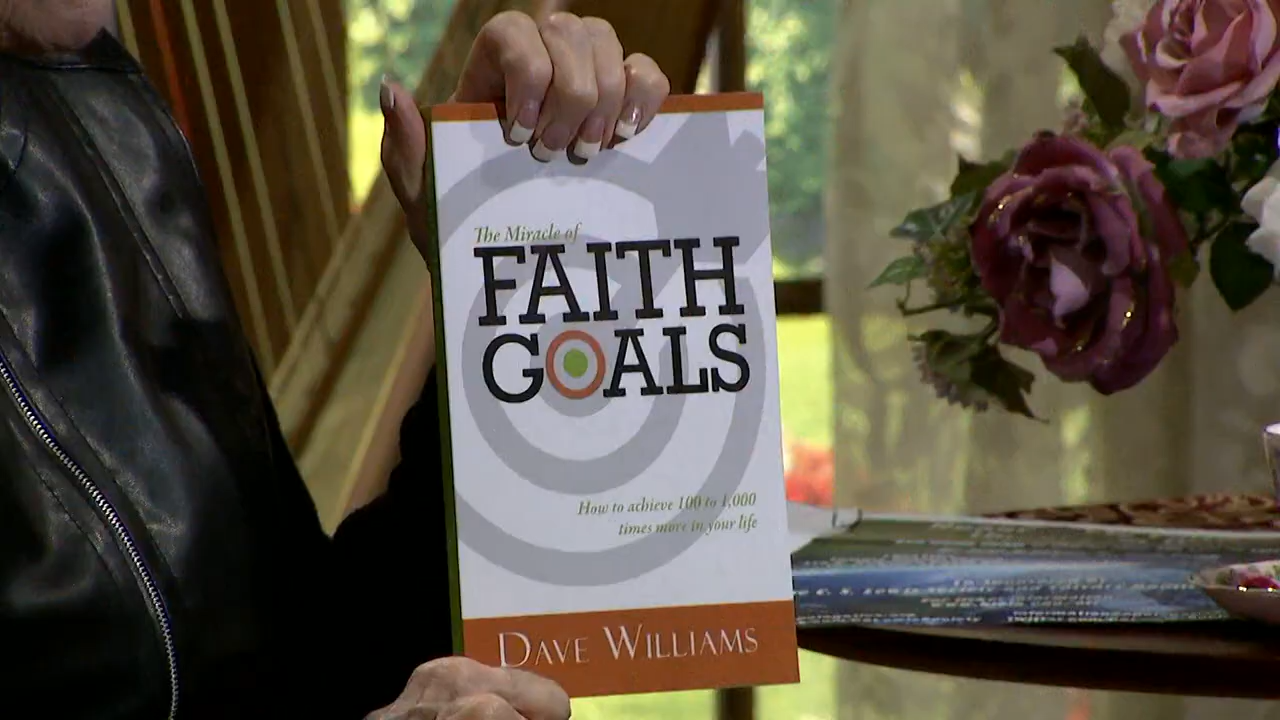 The Miracle of
FAITH
GOALS
How to achieve 100 to 1,000
times more in your life
DAVE WILLIAMS